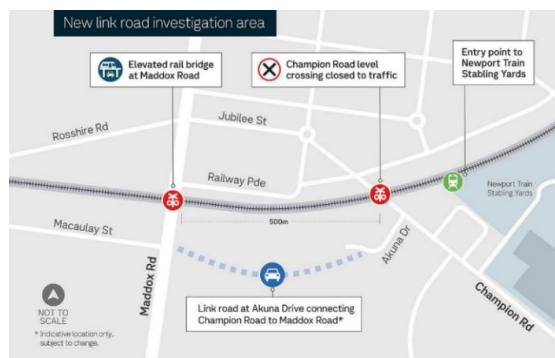 New link road investigation area
Elevated rail bridge
at Maddox Road
Champion Road level
crossing closed to traffic
Entry point to
Newport Train
Stabling Yards
Jubilee St
Rosshire Rd
Railway Pde
Newport Train
Stabling Yards
500m
Macaulay St
Maddox Rd
Akuna Dr
Champion Rd
NOT TO
SCALE
* Indicative location only,
subject to change.
Link road at Akuna Drive connecting
Champion Road to Maddox Road*